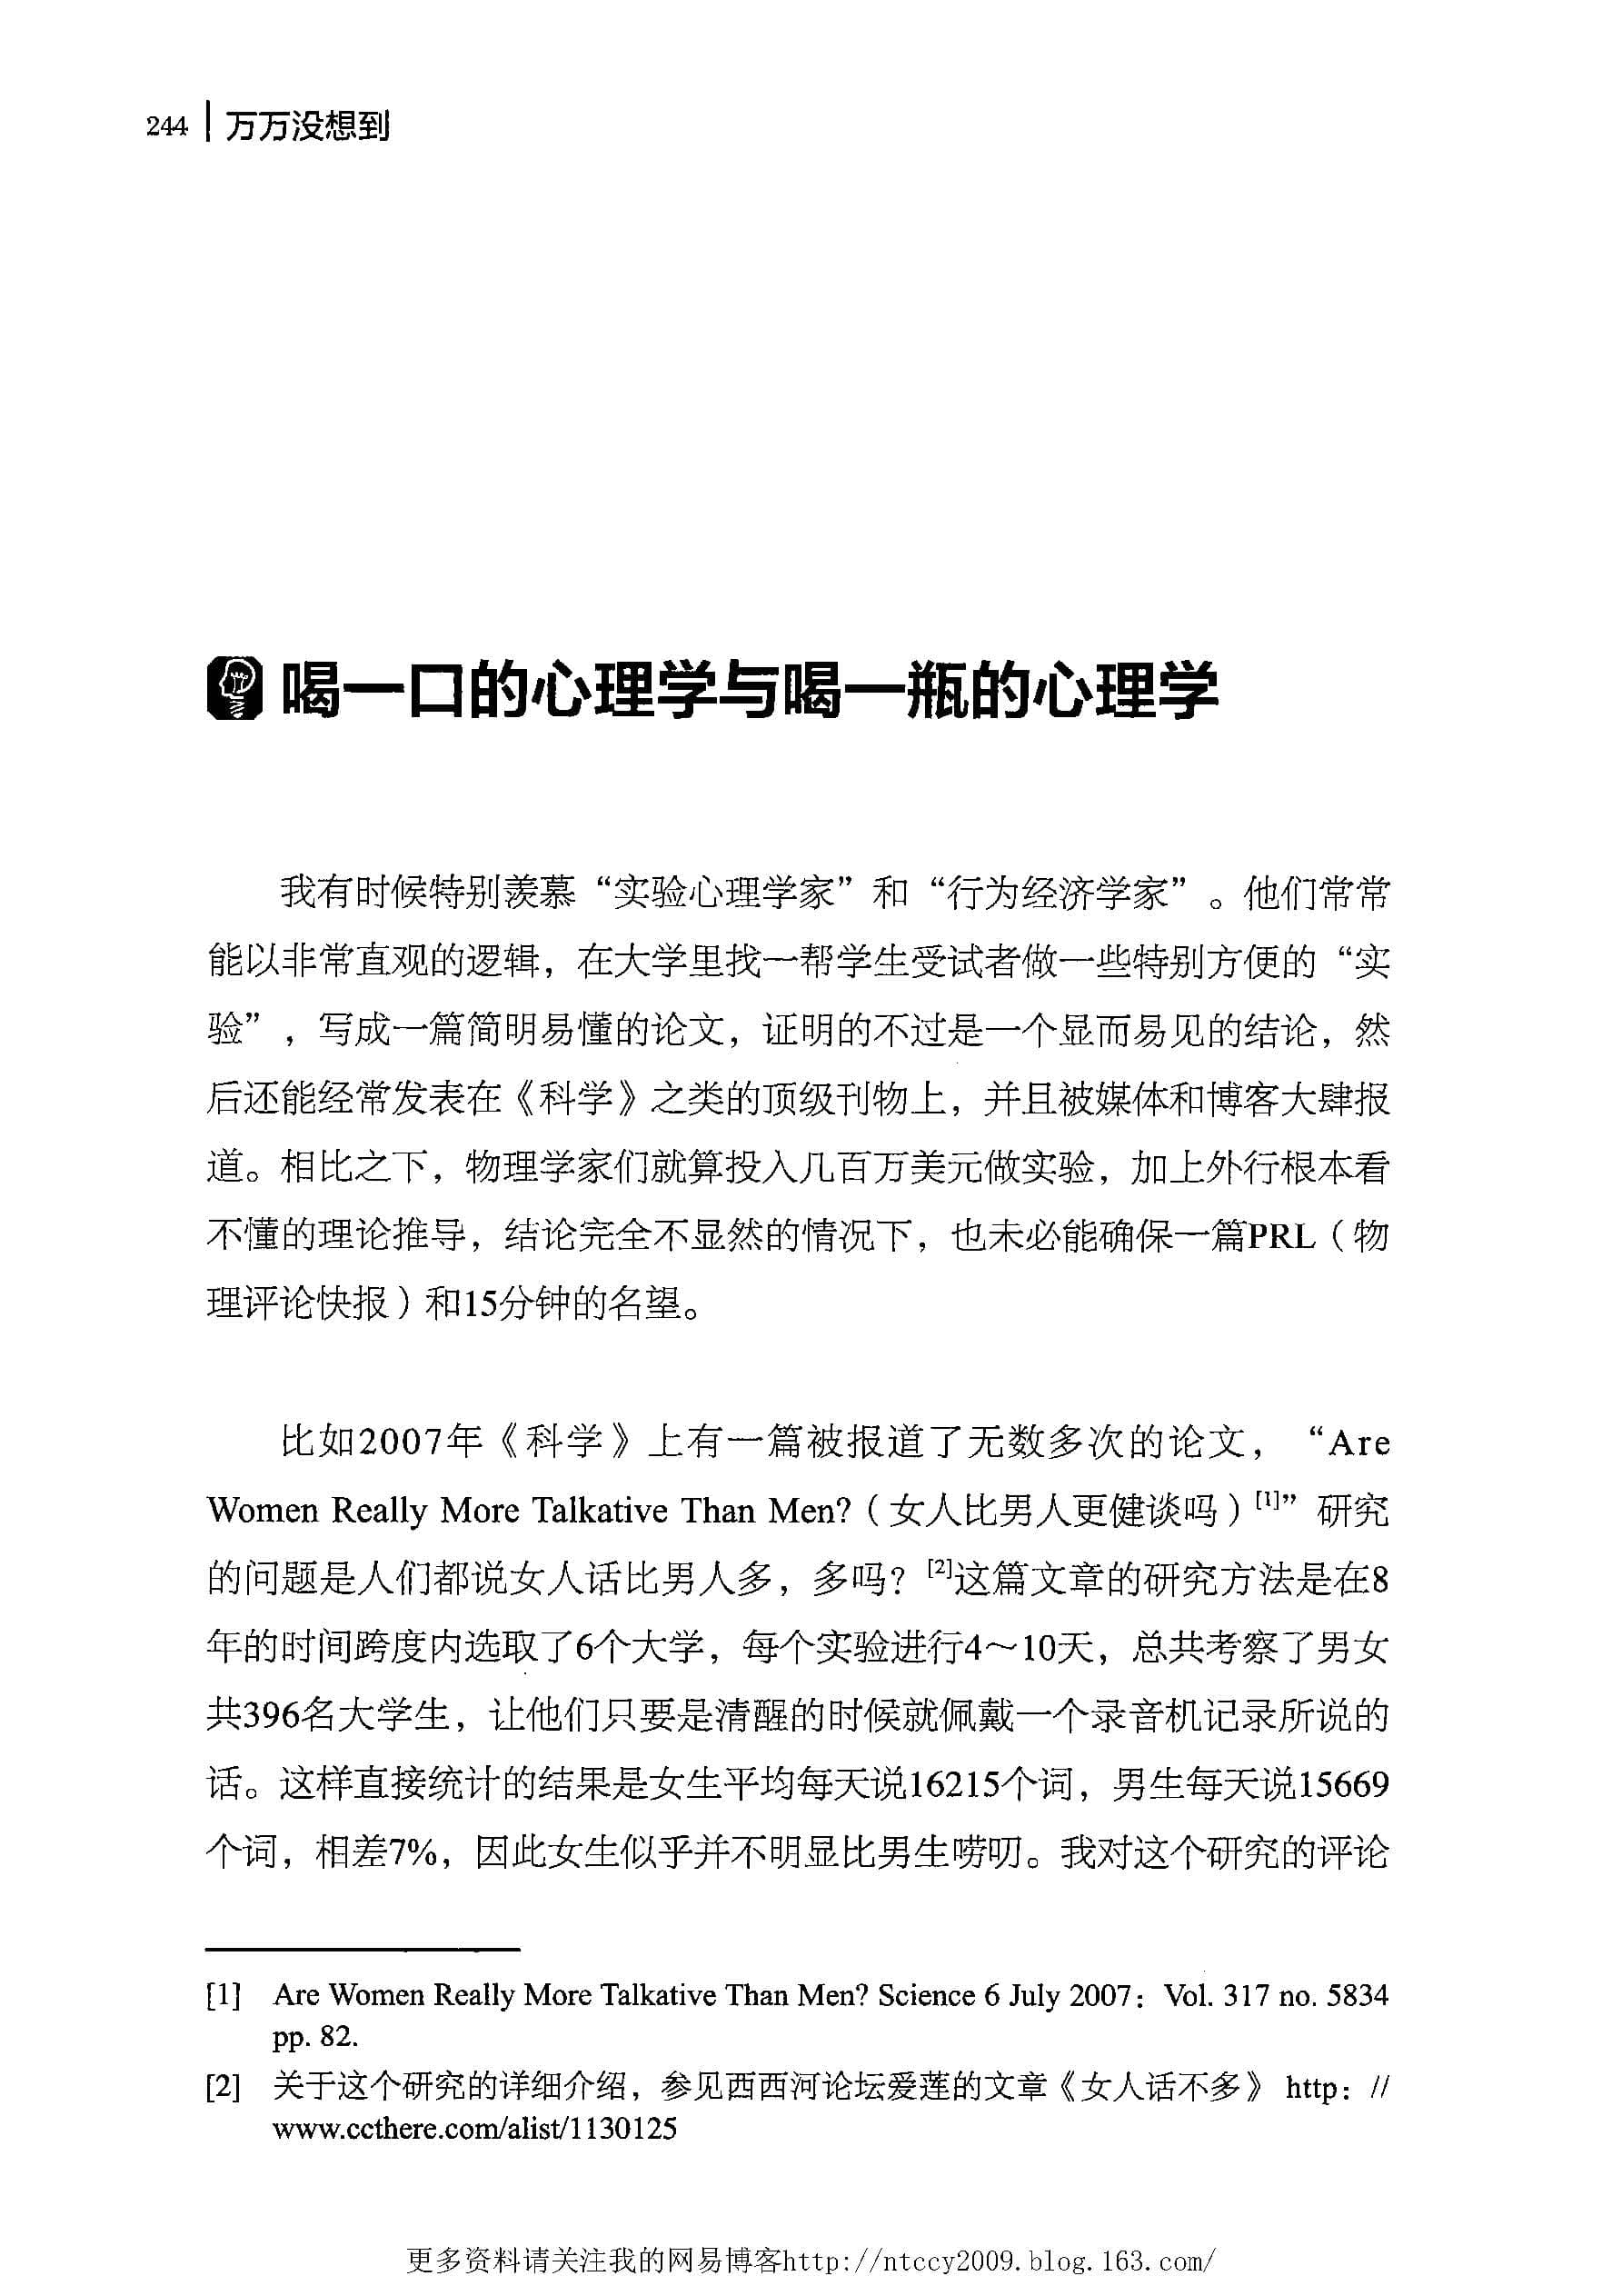 244 万万没想到
喝一口的心理学与喝一瓶的心理学
我有时候特别羡慕“实验心理学家”和“行为经济学家”。他们常常
能以非常直观的逻辑，在大学里找一帮学生受试者做一些特别方便的“实
验”，写成一篇简明易懂的论文，证明的不过是一个显而易见的结论，然
后还能经常发表在《科学》之类的顶级刊物上，并且被媒体和博客大肆报
道。相比之下，物理学家们就算投入几百万美元做实验，加上外行根本看
不懂的理论推导，结论完全不显然的情况下，也未必能确保一篇PRL（物
理评论快报）和15分钟的名望。
比如2007年《科学》上有一篇被报道了无数多次的论文，“Are
Women Really More Talkative Than Men?（女人比男人更健谈吗）[1]”研究
的问题是人们都说女人话比男人多，多吗？[2]这篇文章的研究方法是在8
年的时间跨度内选取了6个大学，每个实验进行4～10天，总共考察了男女
共396名大学生，让他们只要是清醒的时候就佩戴一个录音机记录所说的
话。这样直接统计的结果是女生平均每天说16215个词，男生每天说15669
个词，相差7%，因此女生似乎并不明显比男生唠叨。我对这个研究的评论
[1] Are Women Really More Talkative Than Men? Science 6 July 2007：Vol. 317 no. 5834
pp. 82.
[2] 关于这个研究的详细介绍，参见西西河论坛爱莲的文章《女人话不多》http：//
www.ccthere.com/alist/1130125
更多资料请关注我的网易博客http://ntccy2009.blog.163.com/